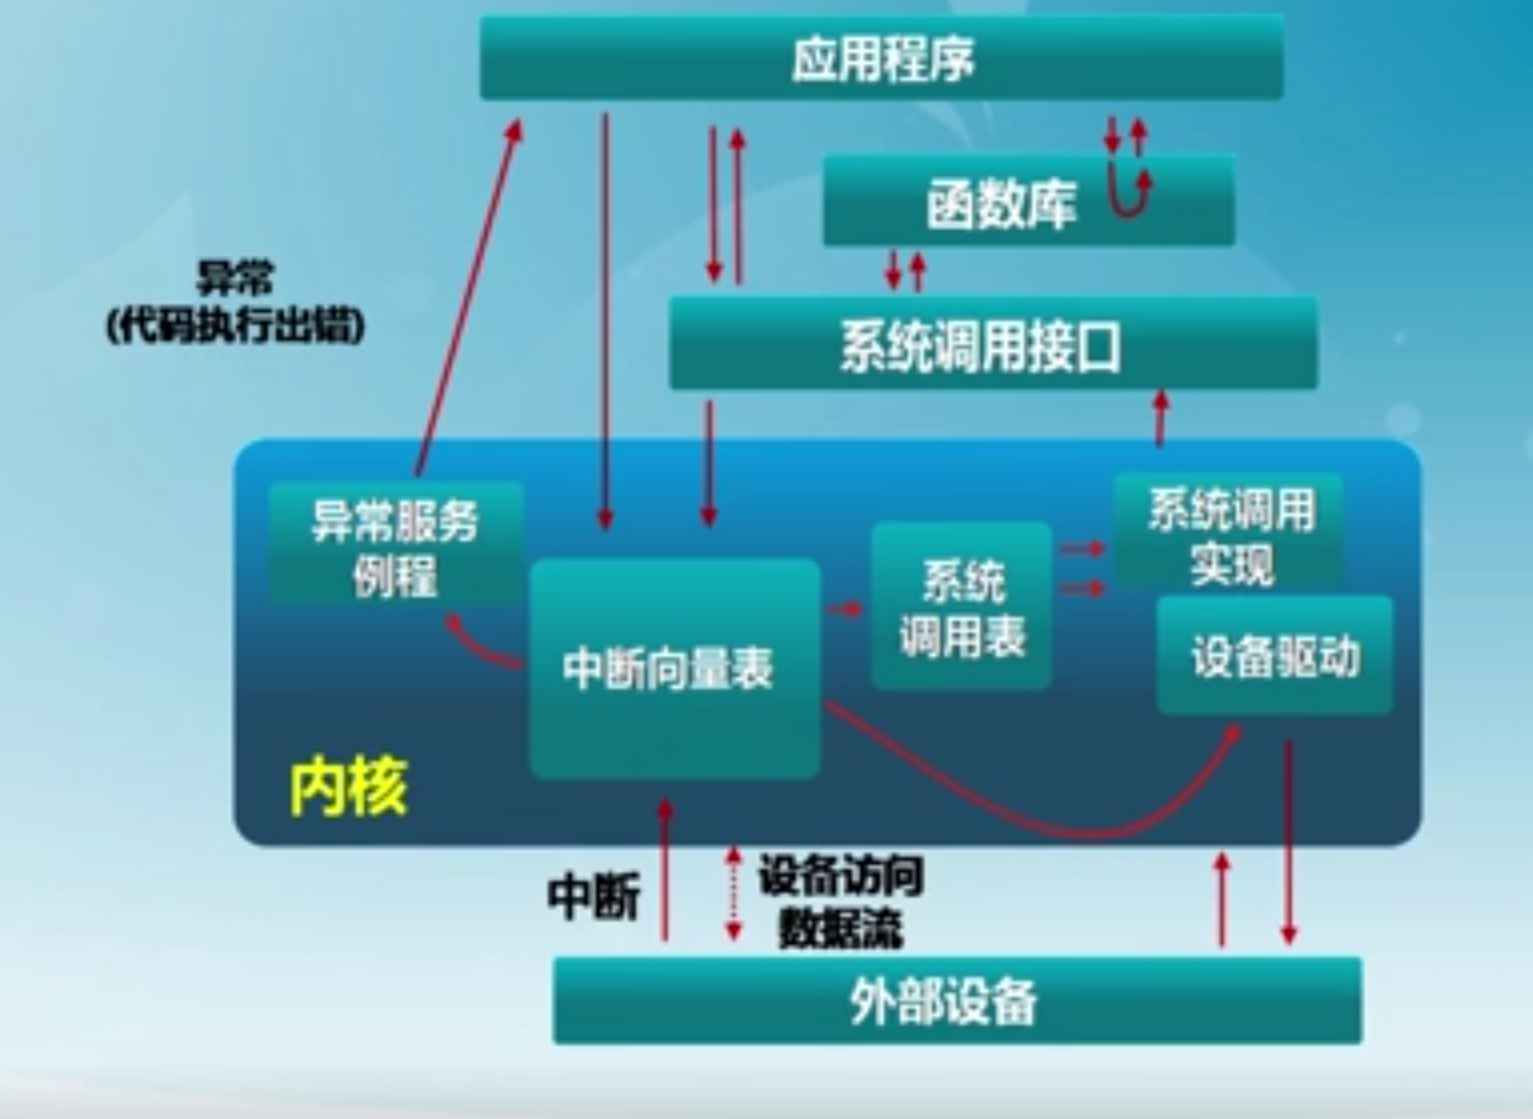 应用程序
函数库
异常
(代码执行出错)
系统调用接口
异常服务
例程
中断向量表
系统
调用表
系统调用
实现
设备驱动
内核
中断
设备访问
数据流
外部设备